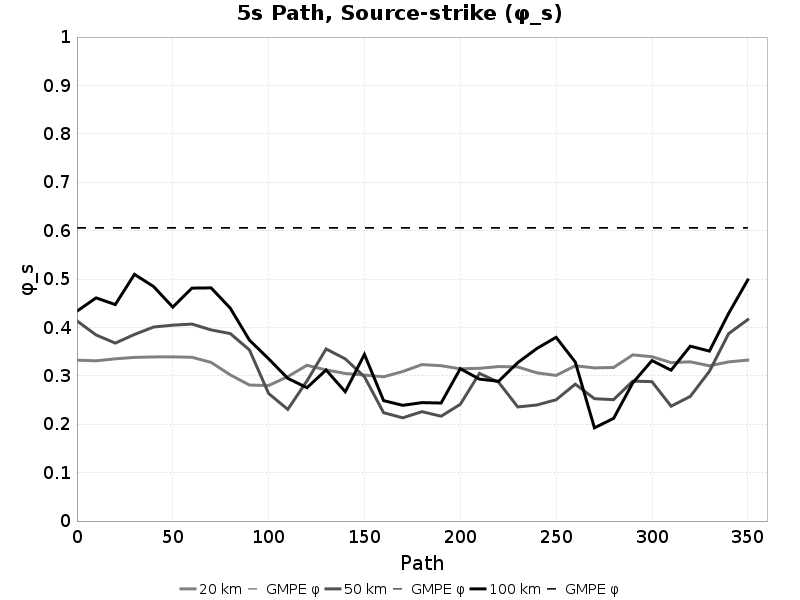 5s Path, Source-strike (φ_s)
1
0.9
0.8
0.7
0.6
0.5
0.4
0.3
0.2
0.1
0
φ_s
0 50 100 150 200 250 300 350
Path
20 km GMPE φ 50 km GMPE φ 100 km GMPE φ